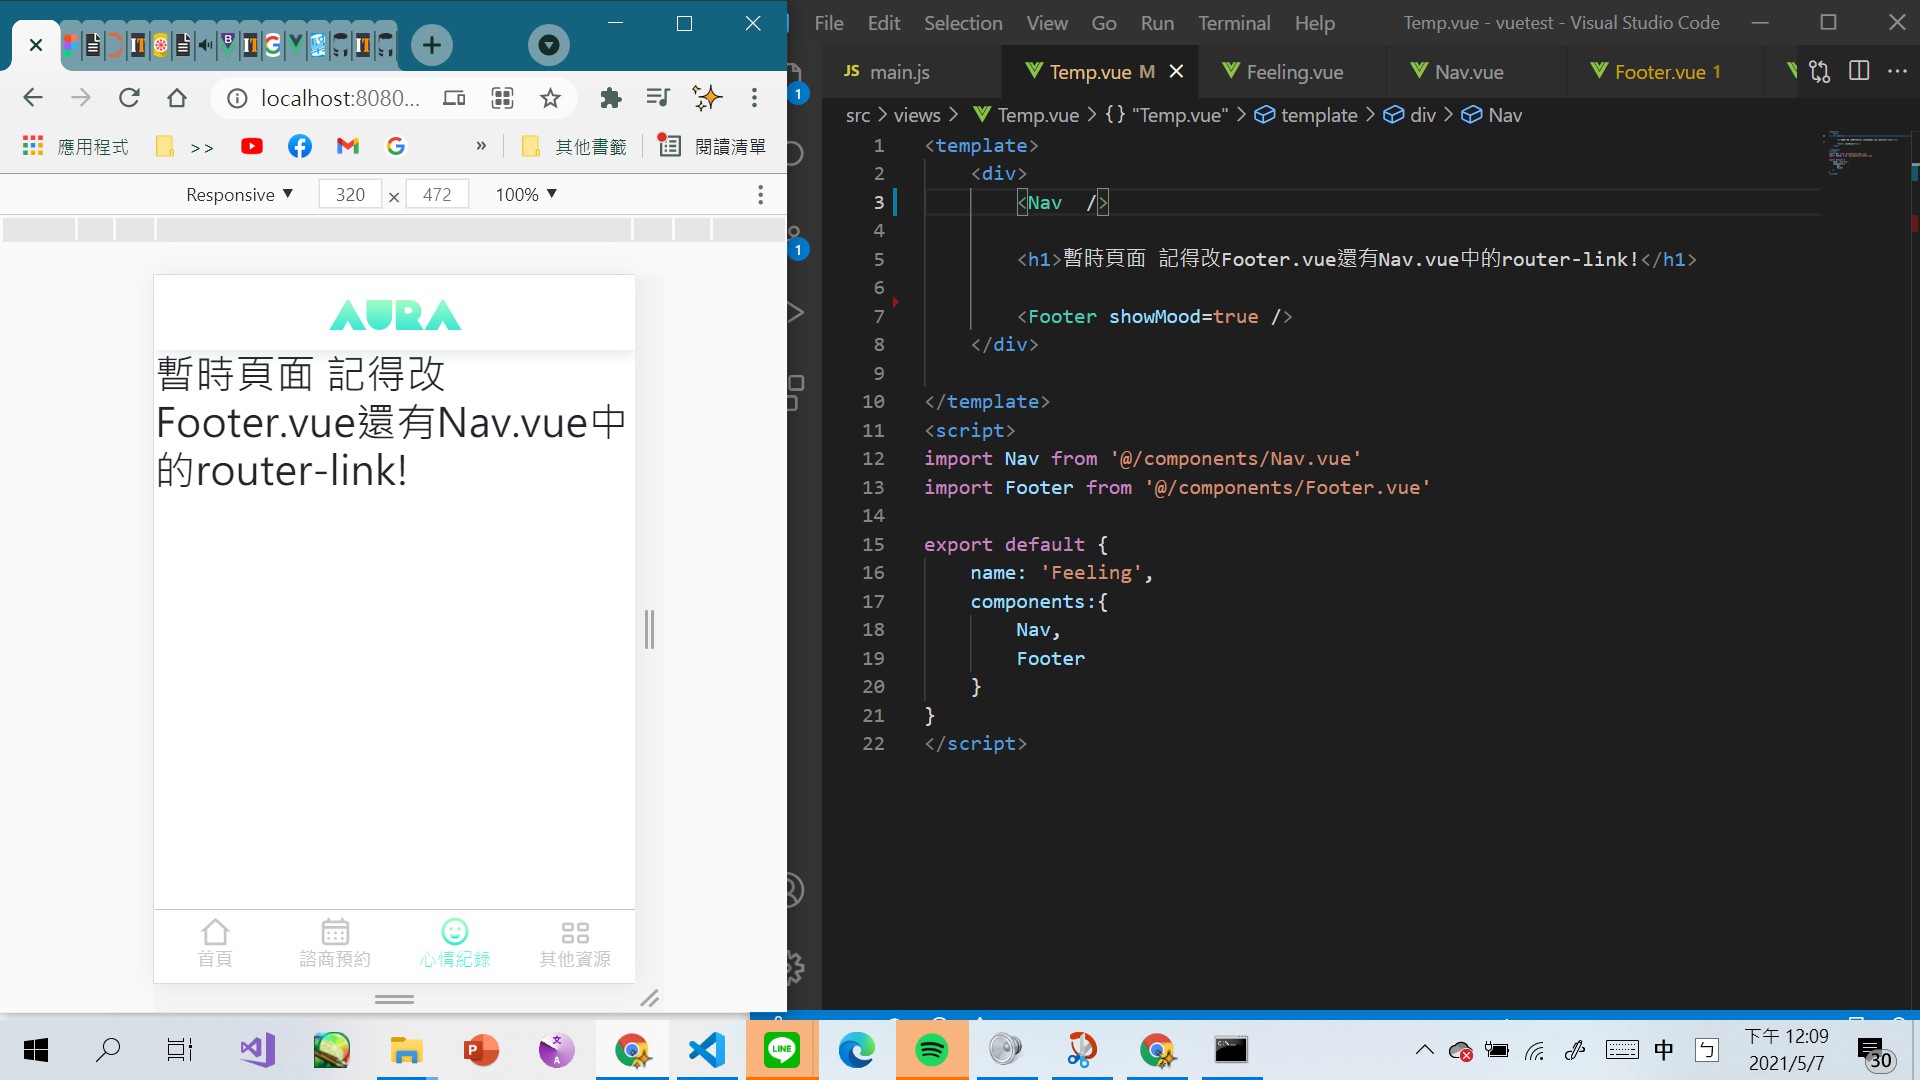 File Edit Selection View Go Run Terminal Help
Temp.vue - vuetest - Visual Studio Code
localhost:8080...
應用程式
>>
»
其他書籤
閱讀清單
Responsive ▼ 320 × 472 100% ▼
AURA
暫時頁面 記得改
Footer.vue還有Nav.vue中
的router-link!
首頁
諮商預約
心情紀錄
其他資源
1
1
JS main.js
Temp.vue M
Feeling.vue
Nav.vue
Footer.vue 1
src > views > Temp.vue > {} "Temp.vue" > template > div > Nav
1 <template>
2 <div>
3 <Nav />
4
5 <h1>暫時頁面 記得改Footer.vue還有Nav.vue中的router-link!</h1>
6
7 <Footer showMood=true />
8 </div>
9
10 </template>
11 <script>
12 import Nav from '@/components/Nav.vue'
13 import Footer from '@/components/Footer.vue'
14
15 export default {
16 name: 'Feeling',
17 components:{
18 Nav,
19 Footer
20 }
21 }
22 </script>
LINE
中
ㄅ
下午 12:09
2021/5/7
30